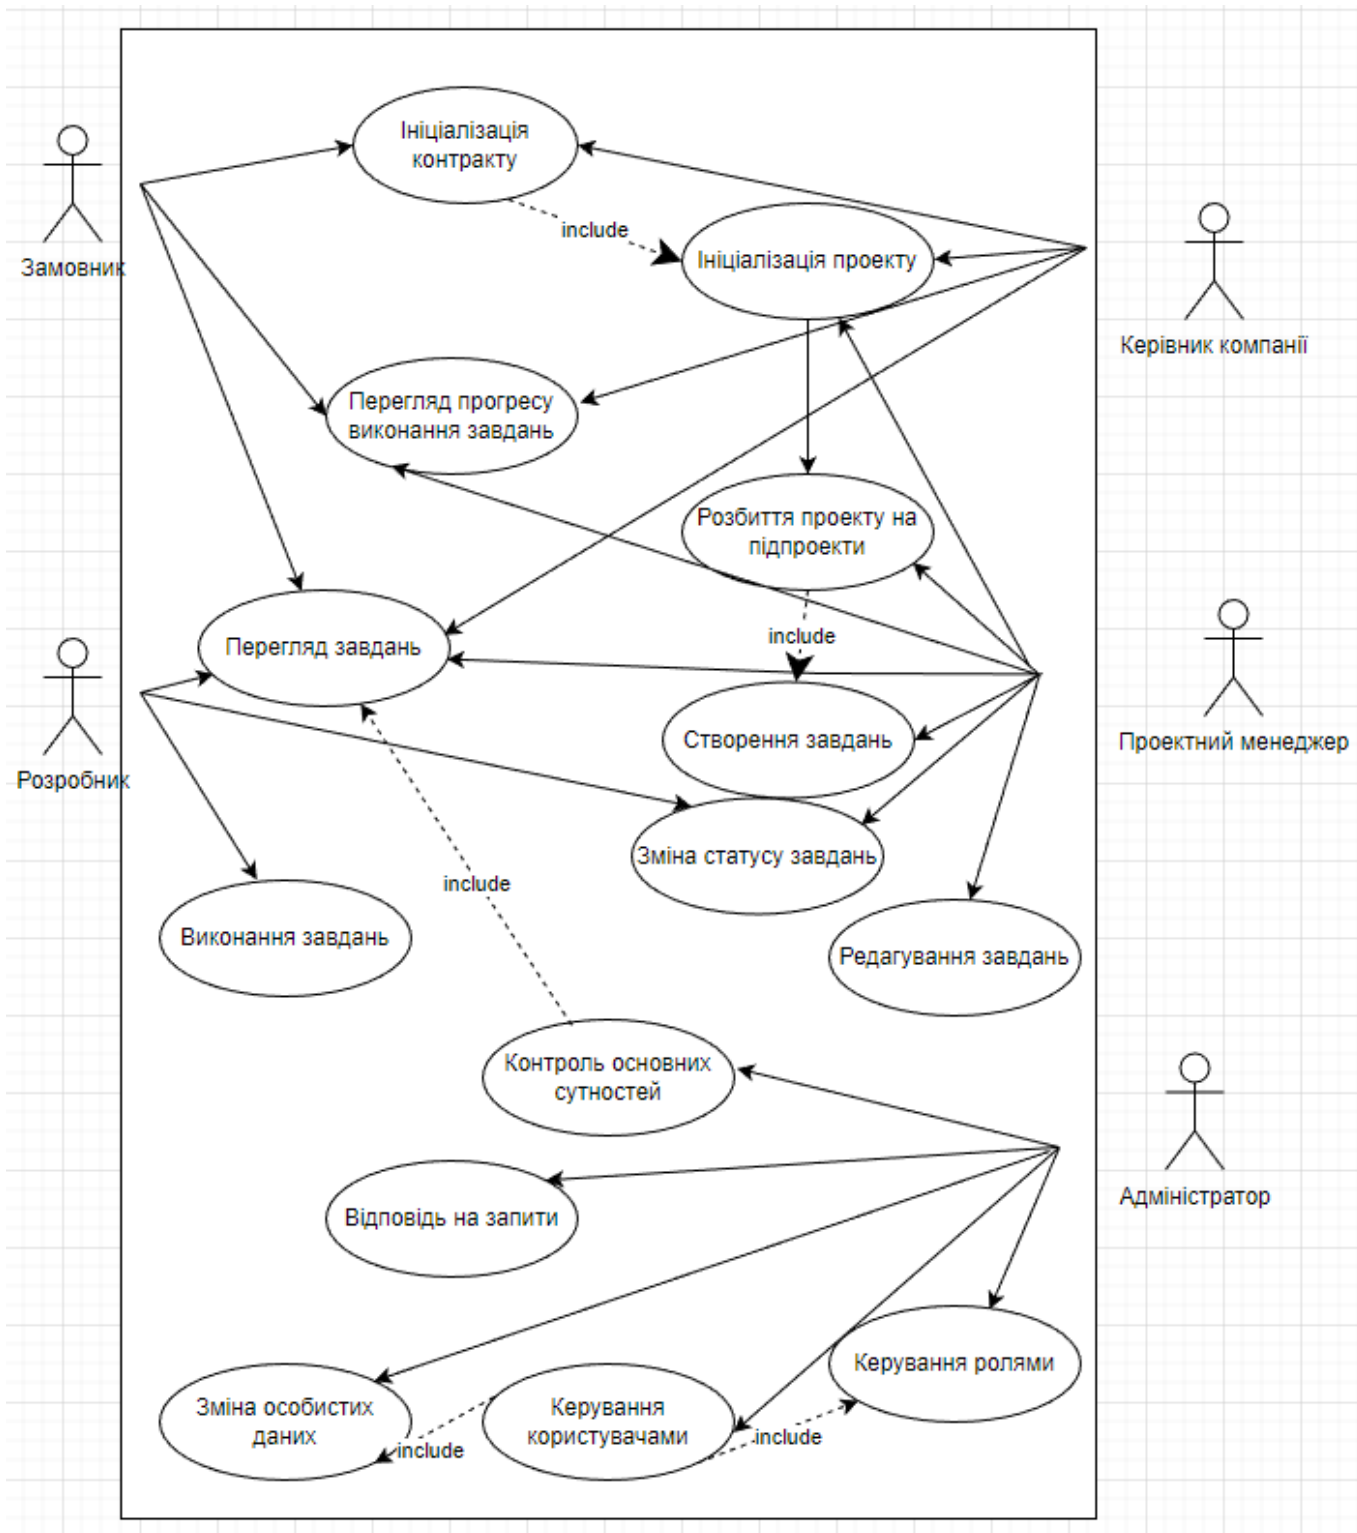 Ініціалізація
контракту
include
Замовник
Ініціалізація проекту
Керівник компанії
Перегляд прогресу
виконання завдань
Розбиття проекту на
підпроекти
include
Перегляд завдань
Створення завдань
Проектний менеджер
Розробник
Зміна статусу завдань
include
Виконання завдань
Редагування завдань
Контроль основних
сутностей
Адміністратор
Відповідь на запити
Керування ролями
Зміна особистих
даних
Керування
користувачами
include
include